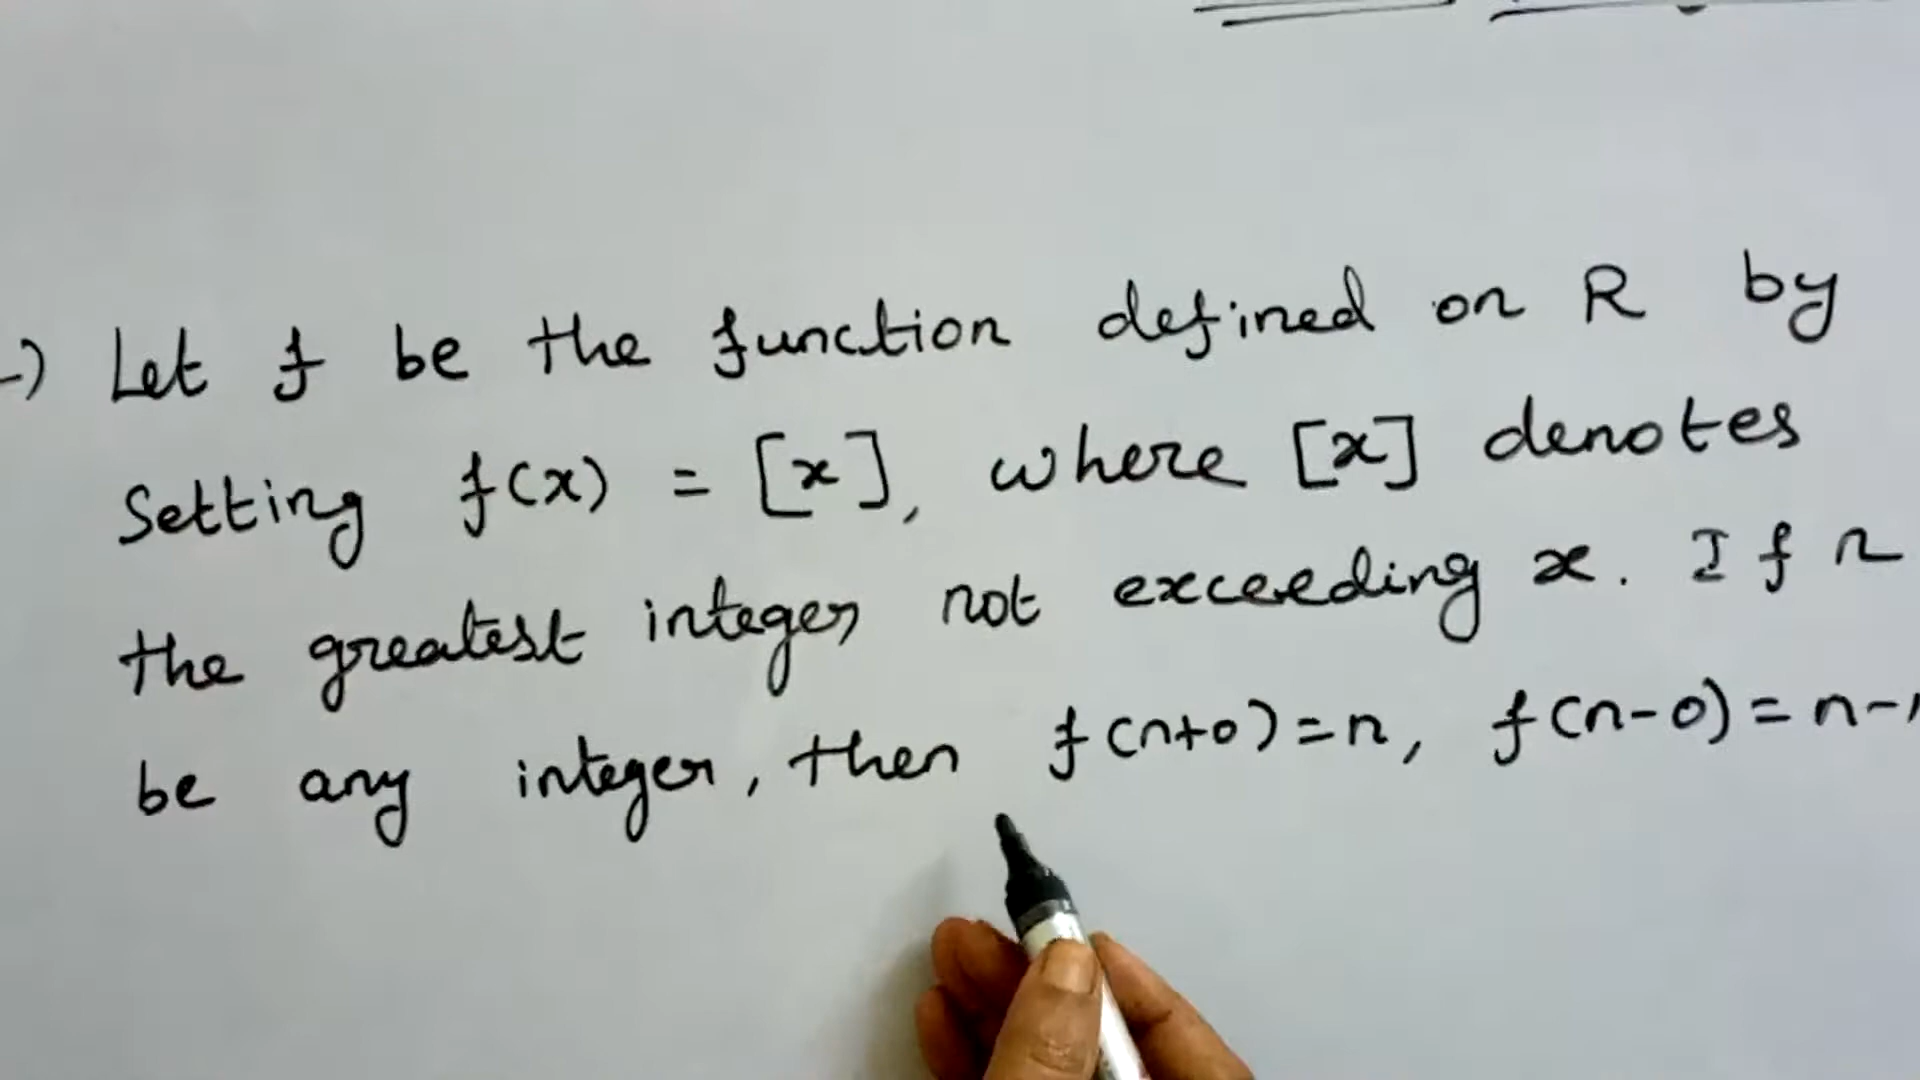 -) Let f be the function defined on R by
Setting f(x) = [x], where [x] denotes
the greatest integer not exceeding x. If n
be any integer, then f(n+0)=n, f(n-0)=n-1